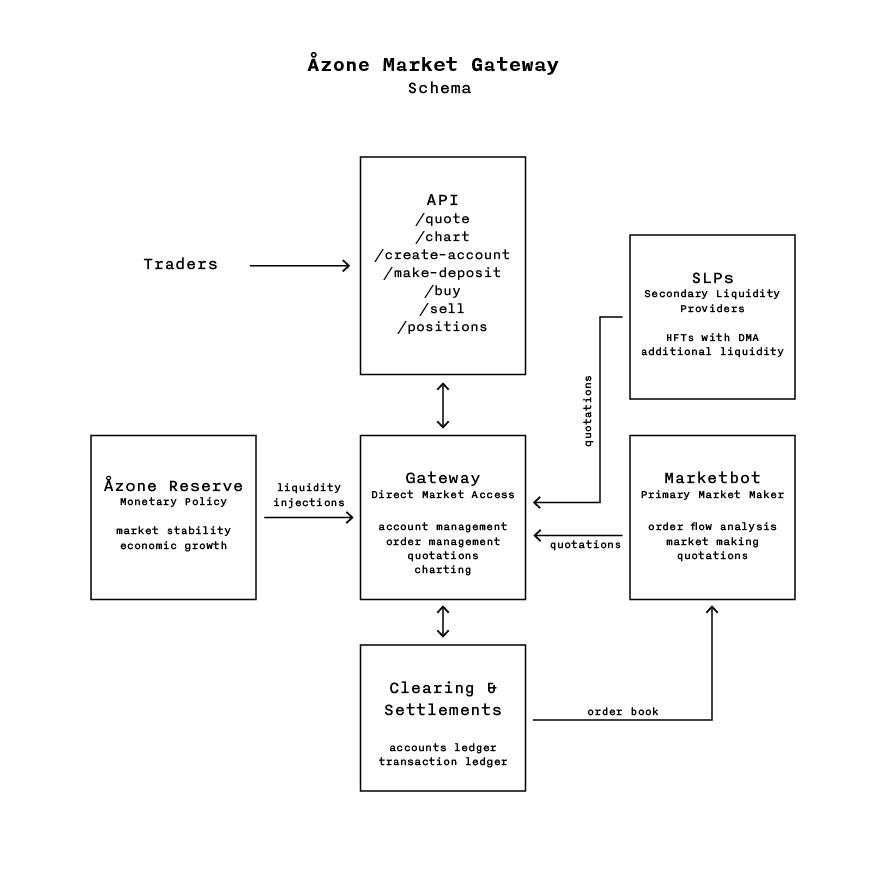 Åzone Market Gateway
Schema
API
/quote
/chart
/create-account
/make-deposit
/buy
/sell
/positions
Traders
SLPs
Secondary Liquidity
Providers
HFTs with DMA
additional liquidity
quotations
Åzone Reserve
Monetary Policy
market stability
economic growth
liquidity
injections
Gateway
Direct Market Access
account management
order management
quotations
charting
quotations
Marketbot
Primary Market Maker
order flow analysis
market making
quotations
Clearing &
Settlements
accounts ledger
transaction ledger
order book